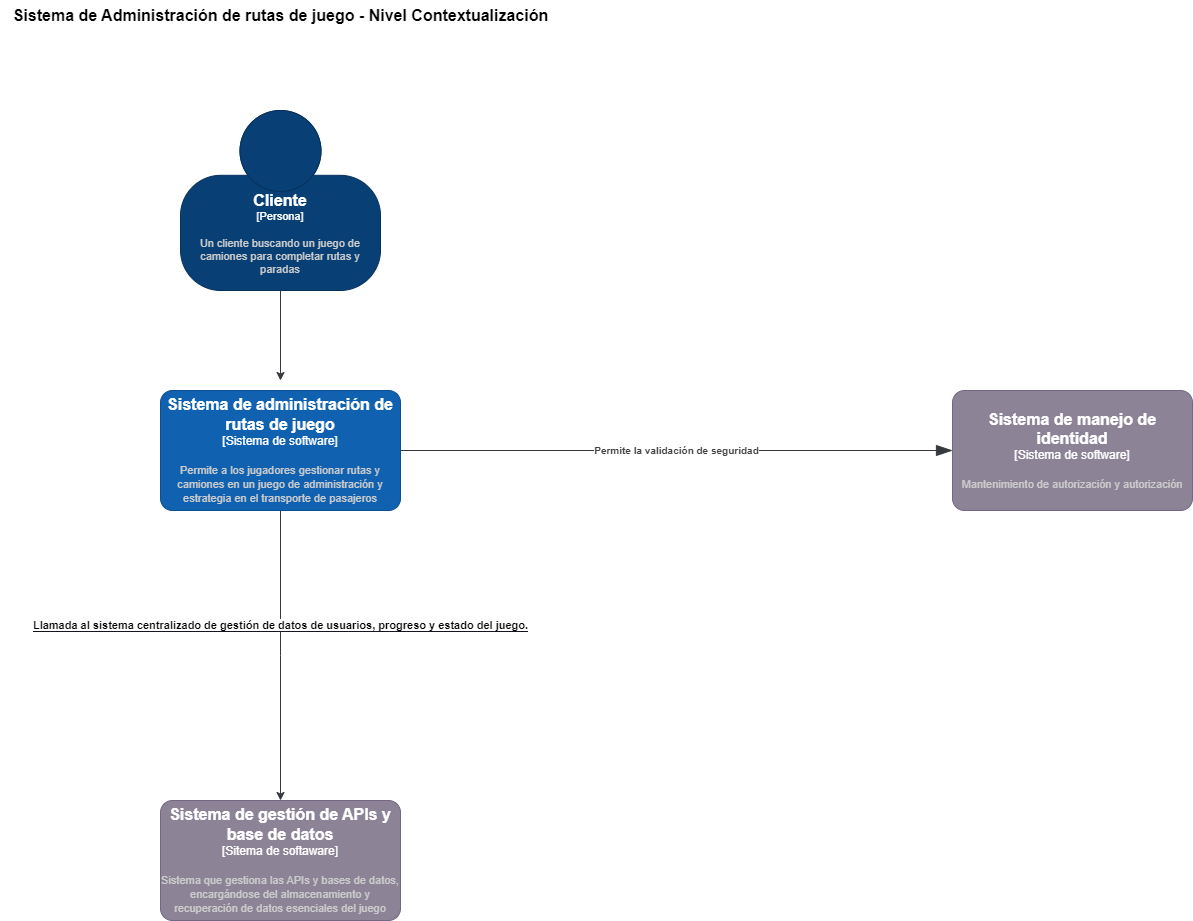 Sistema de Administración de rutas de juego - Nivel Contextualización
Cliente
[Persona]
Un cliente buscando un juego de
camiones para completar rutas y
paradas
Sistema de administración de
rutas de juego
[Sistema de software]
Permite a los jugadores gestionar rutas y
camiones en un juego de administración y
estrategia en el transporte de pasajeros
Permite la validación de seguridad
Sistema de manejo de
identidad
[Sistema de software]
Mantenimiento de autorización y autorización
Llamada al sistema centralizado de gestión de datos de usuarios, progreso y estado del juego.
Sistema de gestión de APIs y
base de datos
[Sitema de softaware]
Sistema que gestiona las APIs y bases de datos,
encargándose del almacenamiento y
recuperación de datos esenciales del juego